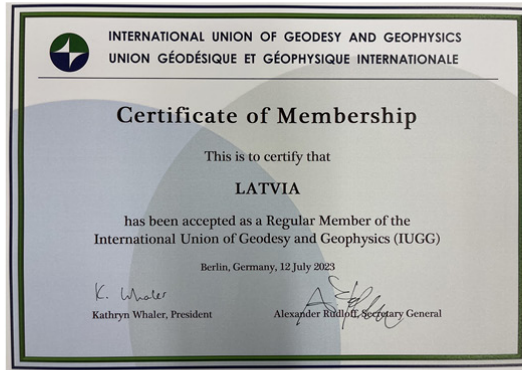 INTERNATIONAL UNION OF GEODESY AND GEOPHYSICS
UNION GÉODÉSIQUE ET GÉOPHYSIQUE INTERNATIONALE
Certificate of Membership
This is to certify that
LATVIA
has been accepted as a Regular Member of the
International Union of Geodesy and Geophysics (IUGG)
Berlin, Germany, 12 July 2023
K. Whaler
Kathryn Whaler, President
Alexander Rudloff, Secretary General